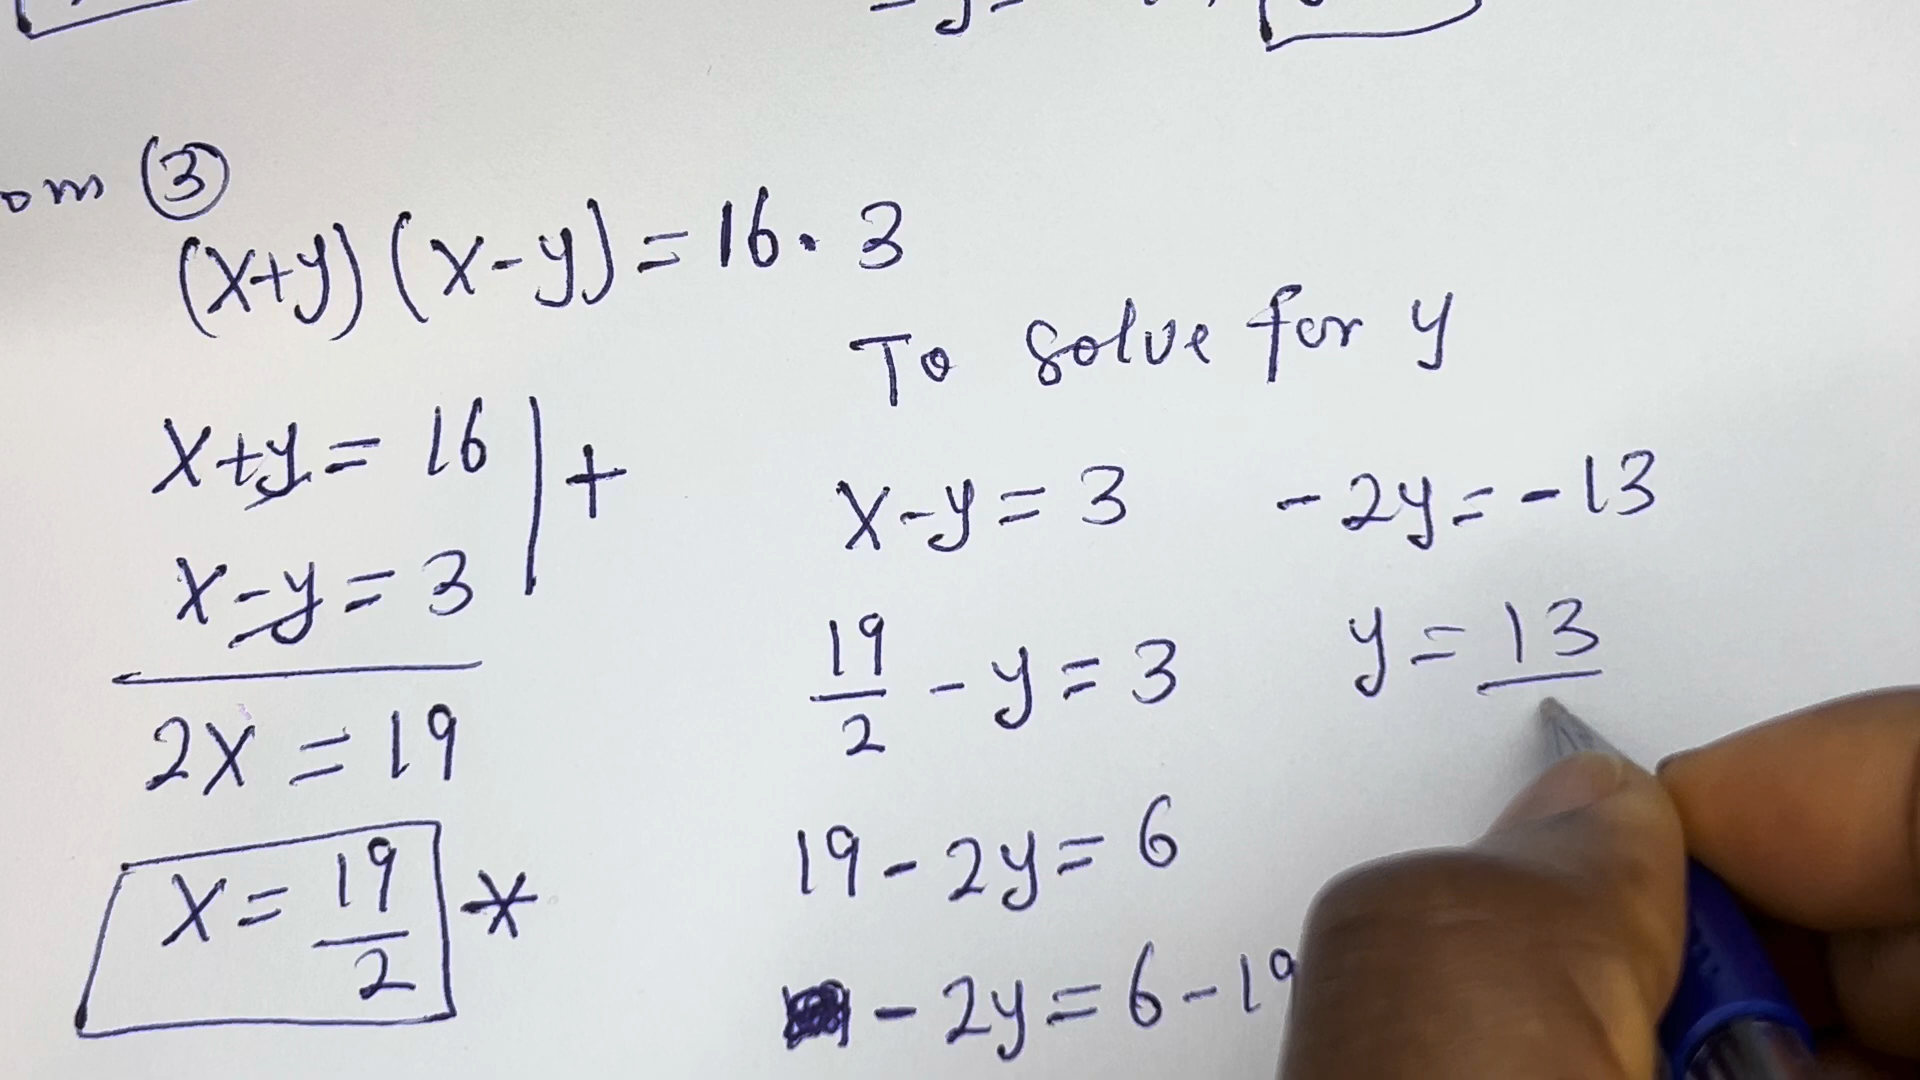 om ③
(x+y)(x-y)=16·3
x+y=16 | +
x-y=3
2x=19
x=19/2 *
To solve for y
x-y=3
19/2-y=3
19-2y=6
-2y=6-19
-2y=-13
y=13